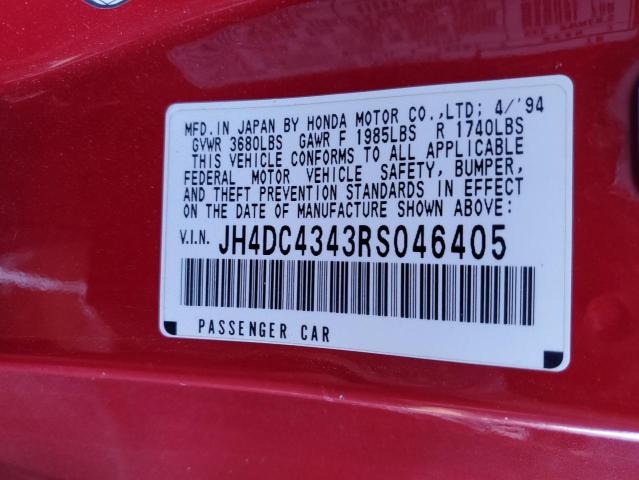 MFD.IN JAPAN BY HONDA MOTOR CO.,LTD; 4/'94
GVWR 3680LBS GAWR F 1985LBS R 1740LBS
THIS VEHICLE CONFORMS TO ALL APPLICABLE
FEDERAL MOTOR VEHICLE SAFETY, BUMPER,
AND THEFT PREVENTION STANDARDS IN EFFECT
ON THE DATE OF MANUFACTURE SHOWN ABOVE:
V.I.N. JH4DC4343RS046405
PASSENGER CAR